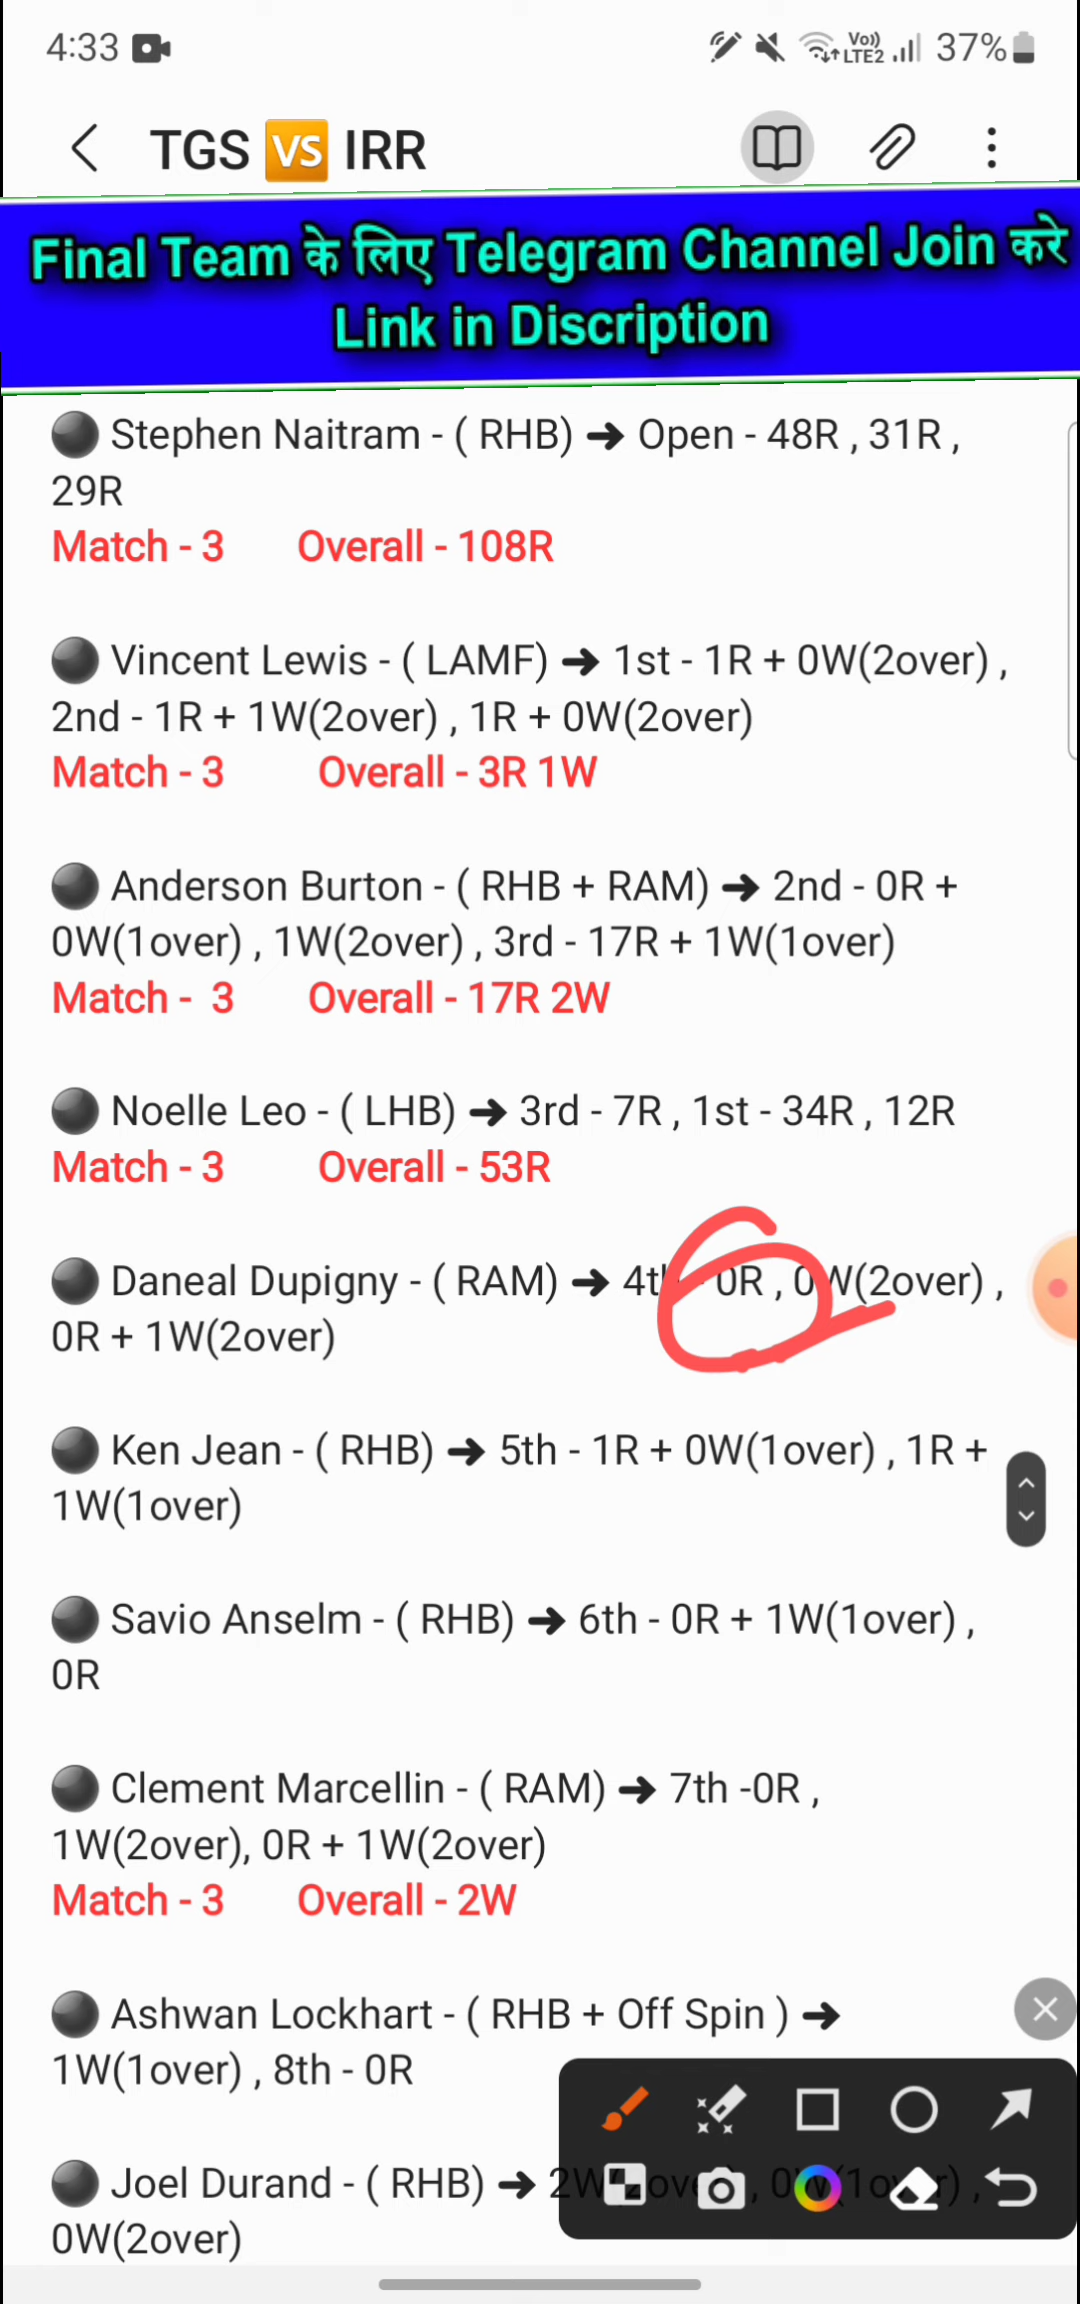 4:33
Vo)) LTE2 37%
TGS VS IRR
Final Team के लिए Telegram Channel Join करे
Link in Discription
Stephen Naitram - ( RHB) ➔ Open - 48R , 31R ,
29R
Match - 3 Overall - 108R
Vincent Lewis - ( LAMF) ➔ 1st - 1R + 0W(2over) ,
2nd - 1R + 1W(2over) , 1R + 0W(2over)
Match - 3 Overall - 3R 1W
Anderson Burton - ( RHB + RAM) ➔ 2nd - 0R +
0W(1over) , 1W(2over) , 3rd - 17R + 1W(1over)
Match - 3 Overall - 17R 2W
Noelle Leo - ( LHB) ➔ 3rd - 7R , 1st - 34R , 12R
Match - 3 Overall - 53R
Daneal Dupigny - ( RAM) ➔ 4th - 0R , 0W(2over) ,
0R + 1W(2over)
Ken Jean - ( RHB) ➔ 5th - 1R + 0W(1over) , 1R +
1W(1over)
Savio Anselm - ( RHB) ➔ 6th - 0R + 1W(1over) ,
0R
Clement Marcellin - ( RAM) ➔ 7th -0R ,
1W(2over), 0R + 1W(2over)
Match - 3 Overall - 2W
Ashwan Lockhart - ( RHB + Off Spin ) ➔
1W(1over) , 8th - 0R
Joel Durand - ( RHB) ➔
0W(2over)